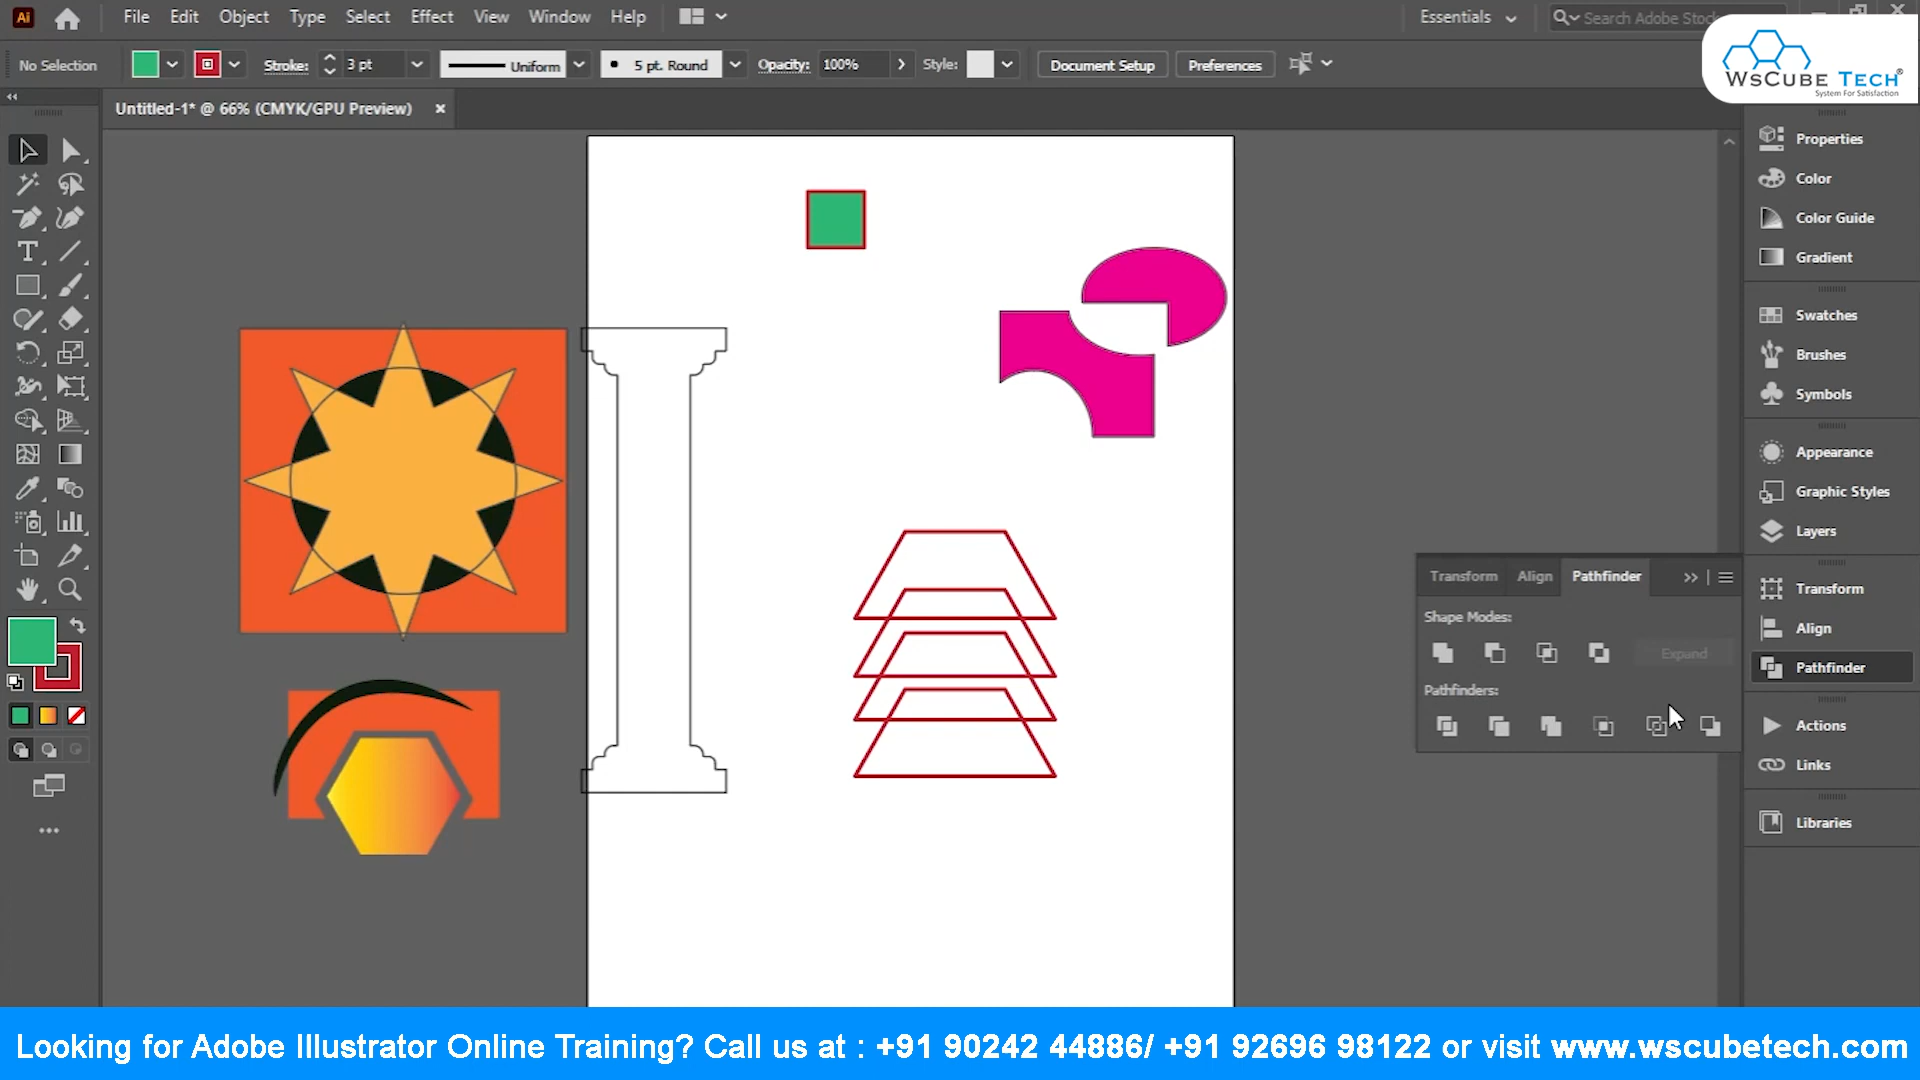 Ai File Edit Object Type Select Effect View Window Help Essentials Search Adobe Stock
No Selection Stroke: 3 pt Uniform 5 pt. Round Opacity: 100% Style: Document Setup Preferences
WsCube Tech®
System For Satisfaction
Untitled-1* @ 66% (CMYK/GPU Preview)
Properties
Color
Color Guide
Gradient
Swatches
Brushes
Symbols
Appearance
Graphic Styles
Layers
Transform
Align
Pathfinder
Actions
Links
Libraries
Transform Align Pathfinder
Shape Modes:
Expand
Pathfinders:
Looking for Adobe Illustrator Online Training? Call us at : +91 90242 44886/ +91 92696 98122 or visit www.wscubetech.com